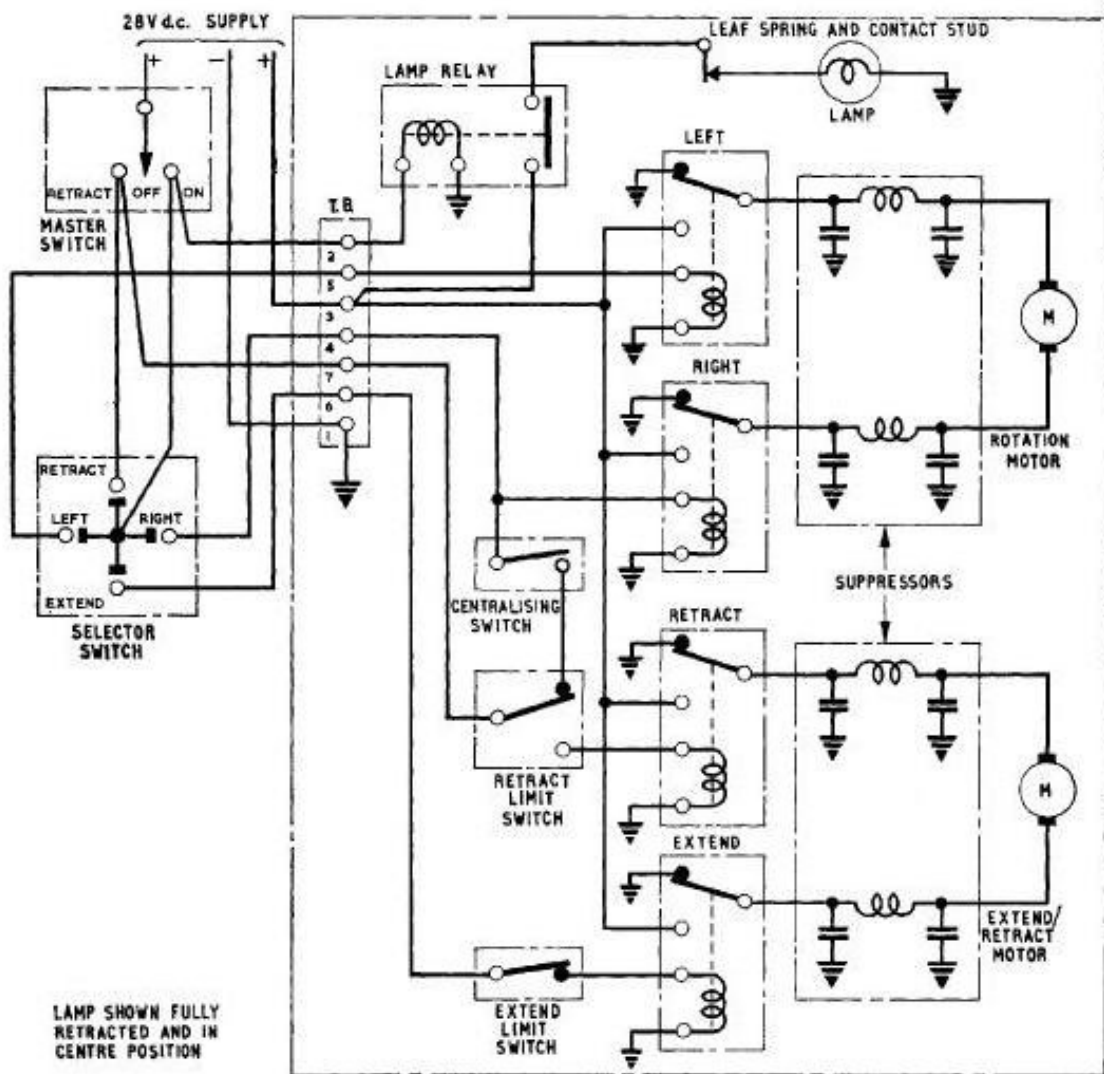 28V d.c. SUPPLY
+
−
+
LEAF SPRING AND CONTACT STUD
LAMP RELAY
LAMP
LEFT
RETRACT
OFF
ON
MASTER
SWITCH
T.B.
2
5
3
4
7
6
1
M
RIGHT
ROTATION
MOTOR
RETRACT
LEFT
RIGHT
EXTEND
SELECTOR
SWITCH
CENTRALISING
SWITCH
SUPPRESSORS
RETRACT
RETRACT
LIMIT
SWITCH
M
EXTEND
EXTEND/
RETRACT
MOTOR
EXTEND
LIMIT
SWITCH
LAMP SHOWN FULLY
RETRACTED AND IN
CENTRE POSITION